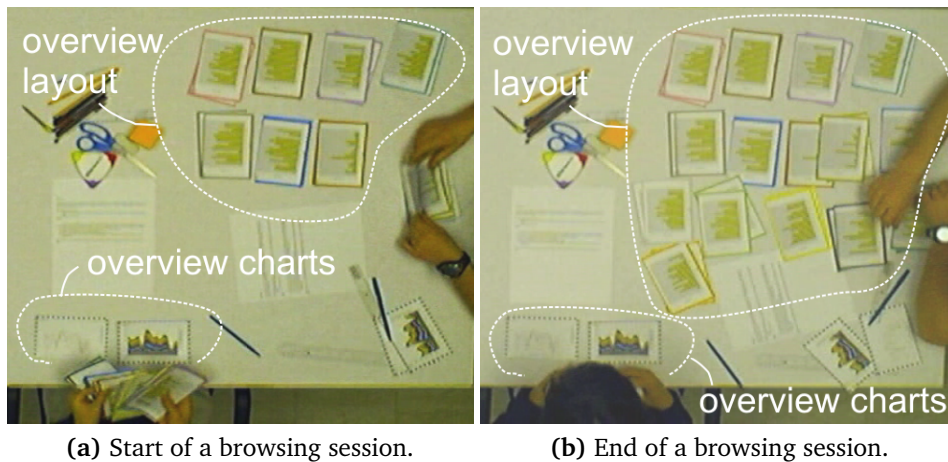 overview
layout
overview charts
overview
layout
overview charts
(a) Start of a browsing session.
(b) End of a browsing session.